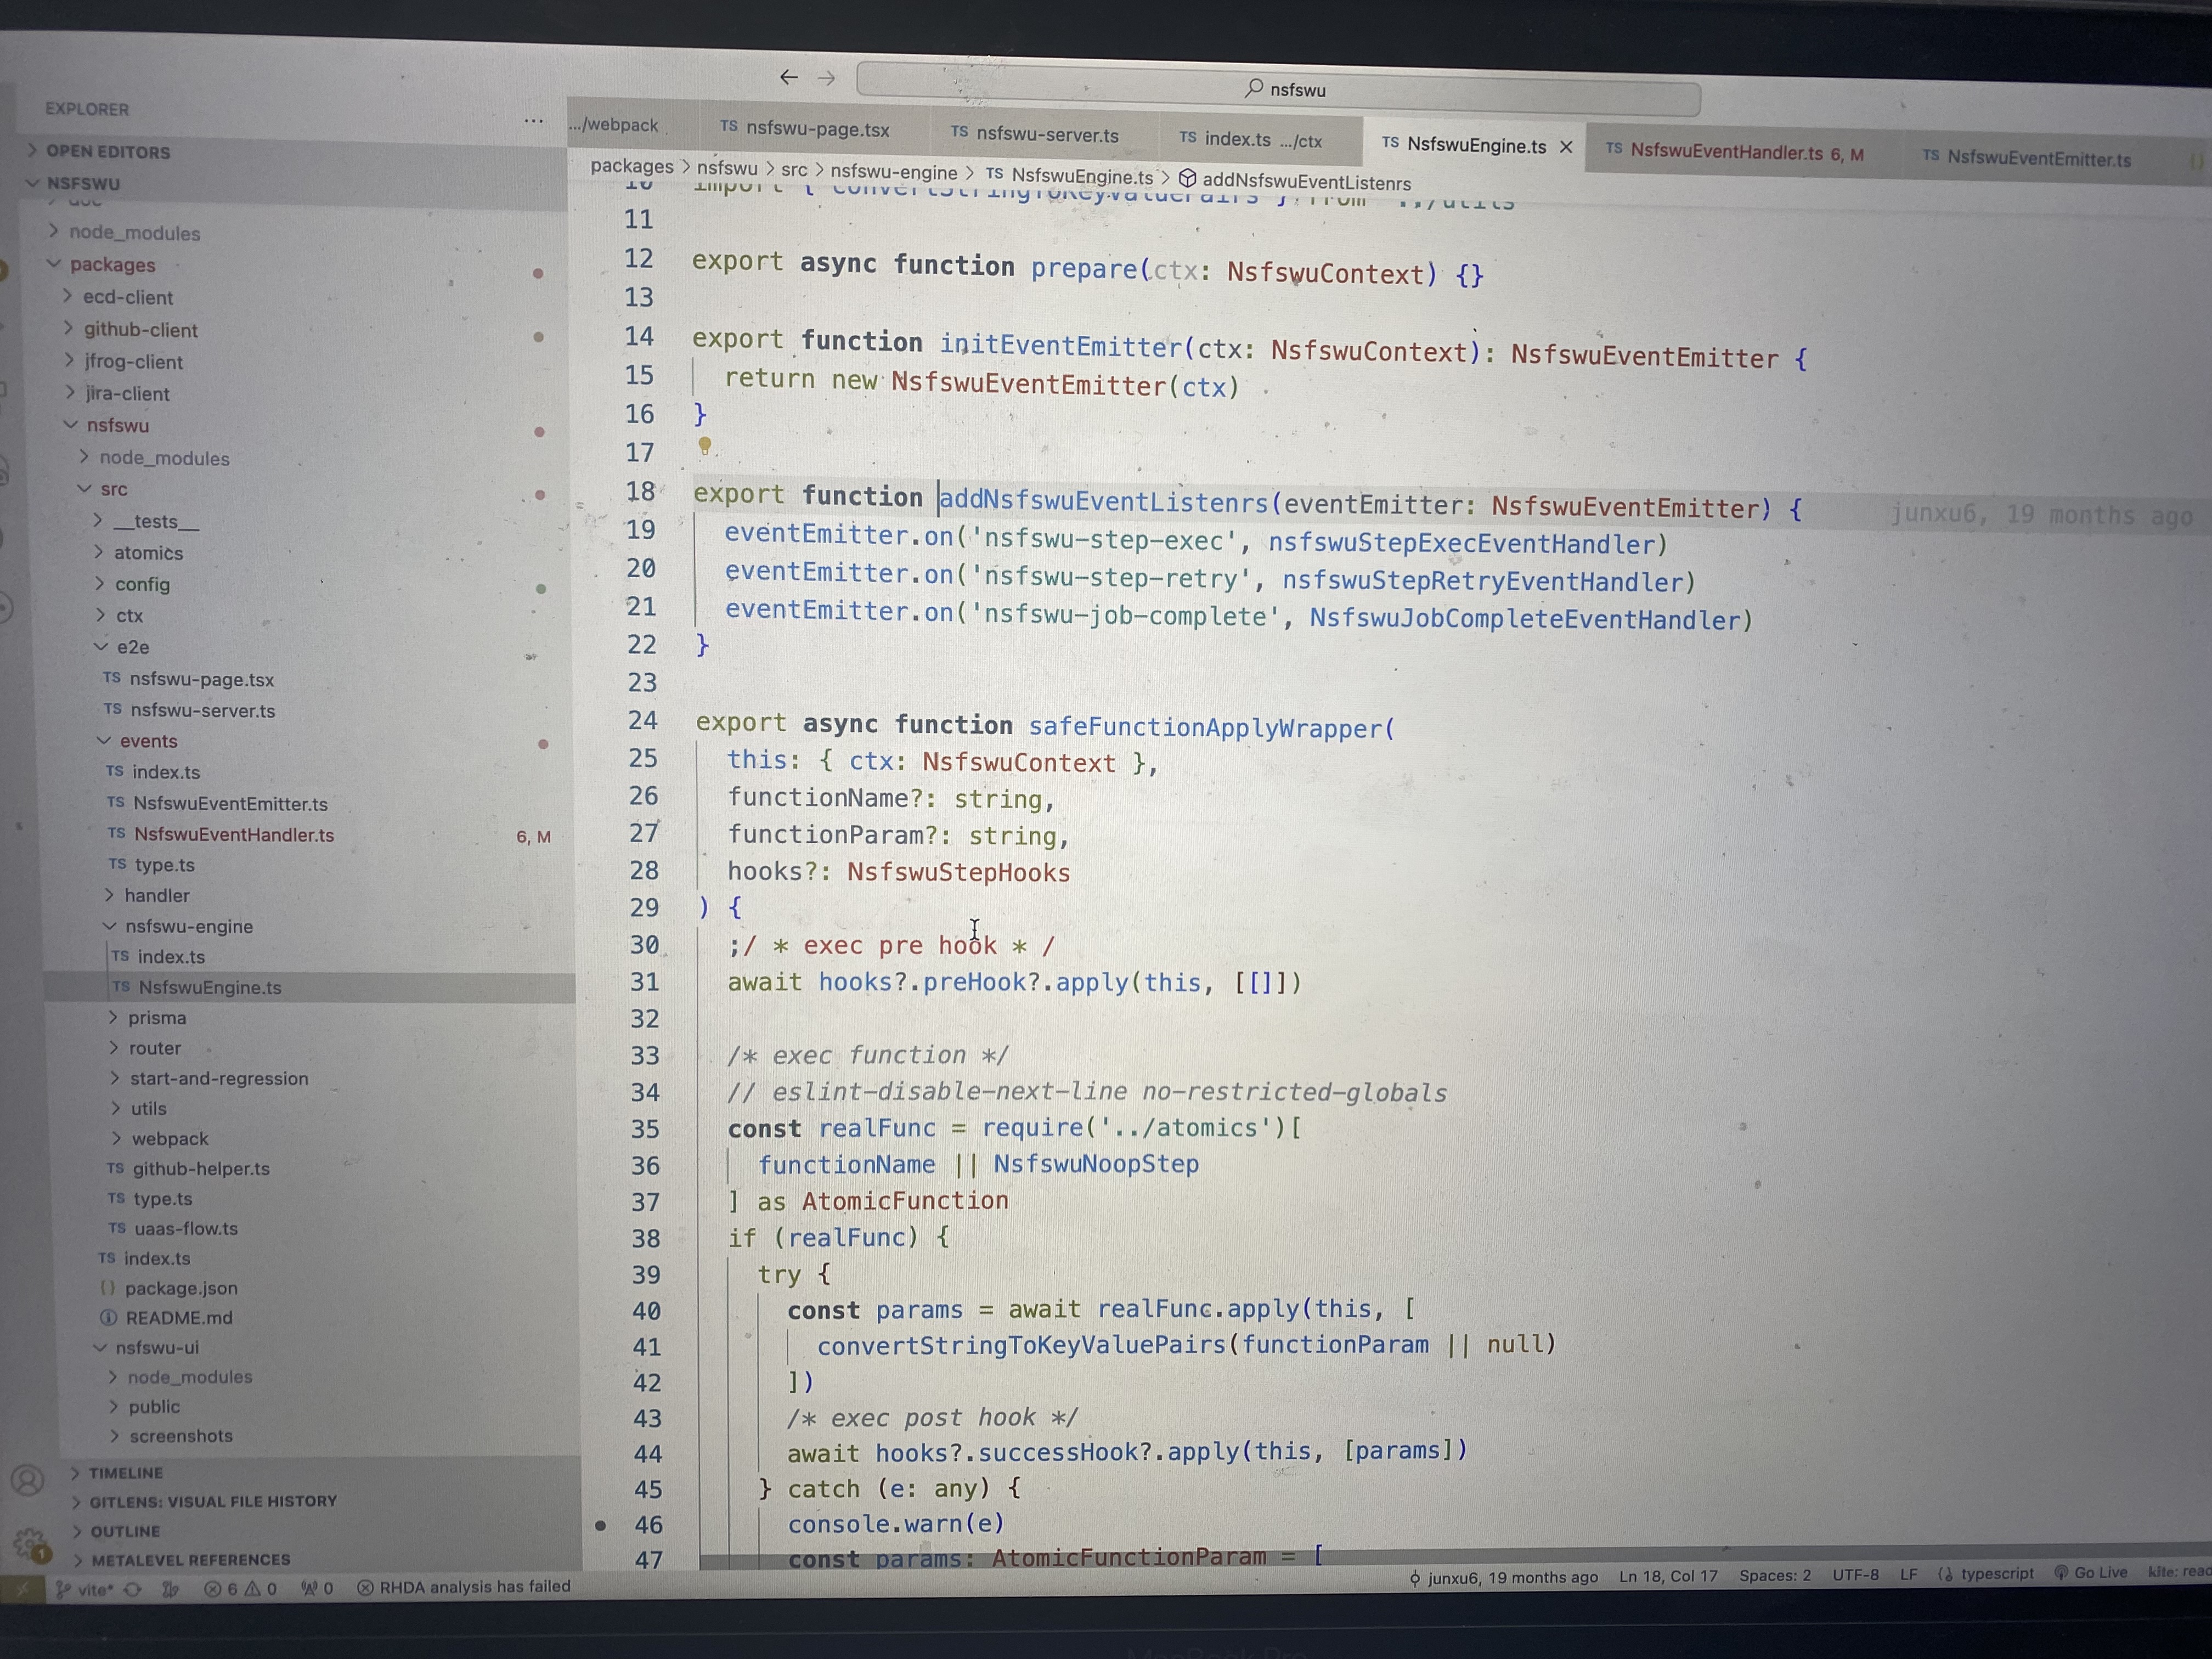 nsfswu
EXPLORER
...
OPEN EDITORS
NSFSWU
node_modules
packages
ecd-client
github-client
jfrog-client
jira-client
nsfswu
node_modules
src
__tests__
atomics
config
ctx
e2e
TS nsfswu-page.tsx
TS nsfswu-server.ts
events
TS index.ts
TS NsfswuEventEmitter.ts
TS NsfswuEventHandler.ts 6, M
TS type.ts
handler
nsfswu-engine
TS index.ts
TS NsfswuEngine.ts
prisma
router
start-and-regression
utils
webpack
TS github-helper.ts
TS type.ts
TS uaas-flow.ts
TS index.ts
{} package.json
README.md
nsfswu-ui
node_modules
public
screenshots
TIMELINE
GITLENS: VISUAL FILE HISTORY
OUTLINE
METALEVEL REFERENCES
.../webpack TS nsfswu-page.tsx TS nsfswu-server.ts TS index.ts .../ctx TS NsfswuEngine.ts × TS NsfswuEventHandler.ts 6, M TS NsfswuEventEmitter.ts {}
packages > nsfswu > src > nsfswu-engine > TS NsfswuEngine.ts > addNsfswuEventListenrs
10 import { convertStringToKeyValuePairs } from '../utils
11
12 export async function prepare(ctx: NsfswuContext) {}
13
14 export function initEventEmitter(ctx: NsfswuContext): NsfswuEventEmitter {
15 return new NsfswuEventEmitter(ctx)
16 }
17
18 export function addNsfswuEventListenrs(eventEmitter: NsfswuEventEmitter) { junxu6, 19 months ago
19 eventEmitter.on('nsfswu-step-exec', nsfswuStepExecEventHandler)
20 eventEmitter.on('nsfswu-step-retry', nsfswuStepRetryEventHandler)
21 eventEmitter.on('nsfswu-job-complete', NsfswuJobCompleteEventHandler)
22 }
23
24 export async function safeFunctionApplyWrapper(
25 this: { ctx: NsfswuContext },
26 functionName?: string,
27 functionParam?: string,
28 hooks?: NsfswuStepHooks
29 ) {
30 ;/ * exec pre hook * /
31 await hooks?.preHook?.apply(this, [[]])
32
33 /* exec function */
34 // eslint-disable-next-line no-restricted-globals
35 const realFunc = require('../atomics')[
36 functionName || NsfswuNoopStep
37 ] as AtomicFunction
38 if (realFunc) {
39 try {
40 const params = await realFunc.apply(this, [
41 convertStringToKeyValuePairs(functionParam || null)
42 ])
43 /* exec post hook */
44 await hooks?.successHook?.apply(this, [params])
45 } catch (e: any) {
46 console.warn(e)
47 const params: AtomicFunctionParam = [
1
vite* 6 0 0 RHDA analysis has failed junxu6, 19 months ago Ln 18, Col 17 Spaces: 2 UTF-8 LF typescript Go Live kite: read